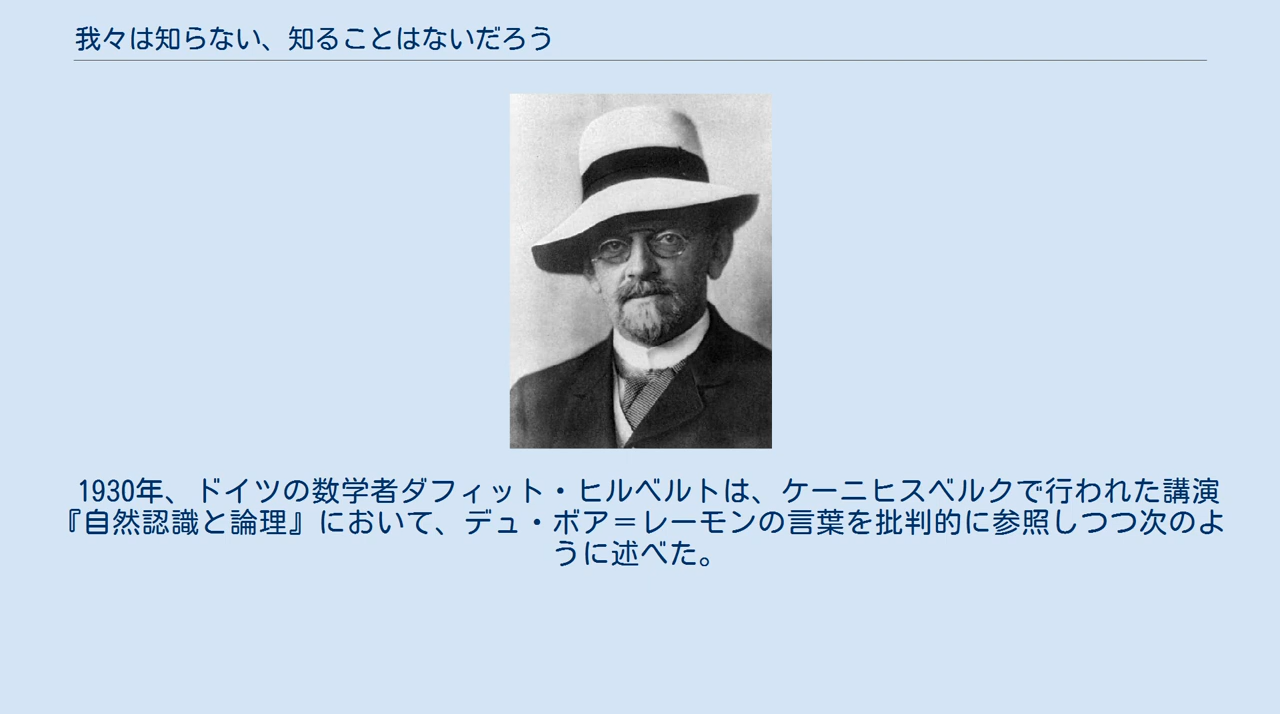 我々は知らない、知ることはないだろう
1930年、ドイツの数学者ダフィット・ヒルベルトは、ケーニヒスベルクで行われた講演
『自然認識と論理』において、デュ・ボア＝レーモンの言葉を批判的に参照しつつ次のよ
うに述べた。